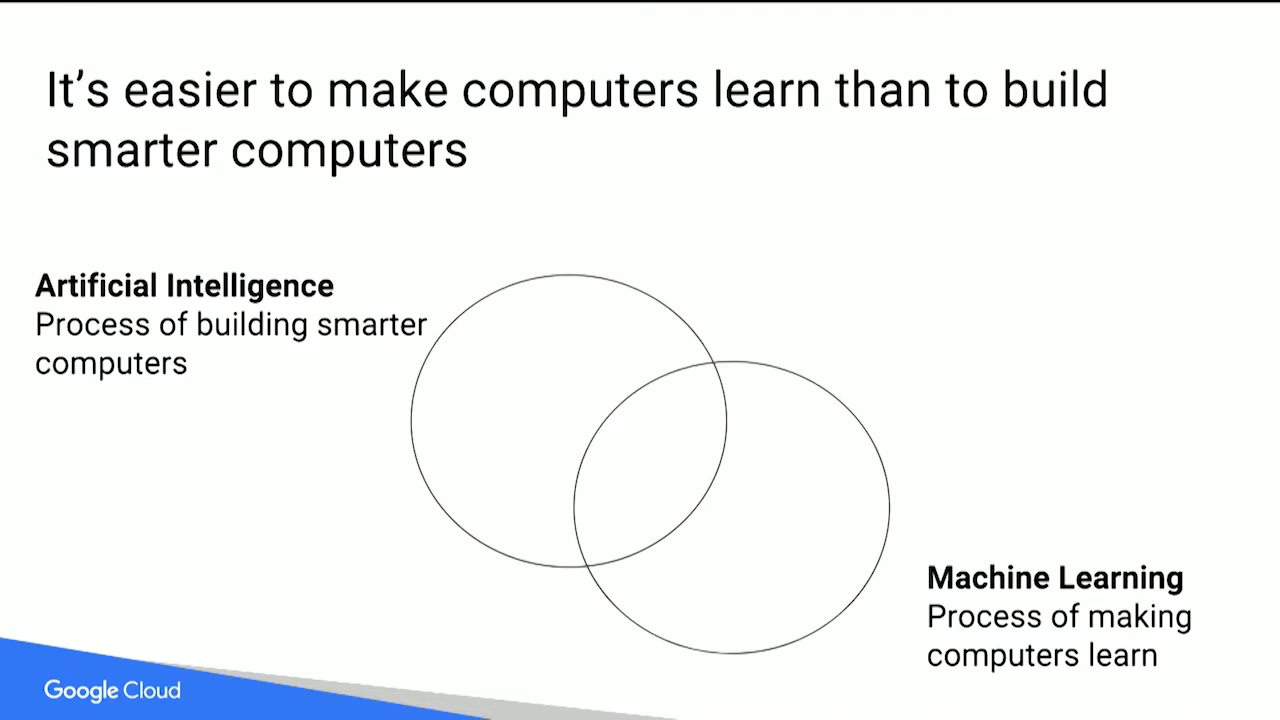 It's easier to make computers learn than to build
smarter computers
Artificial Intelligence
Process of building smarter
computers
Machine Learning
Process of making
computers learn
Google Cloud